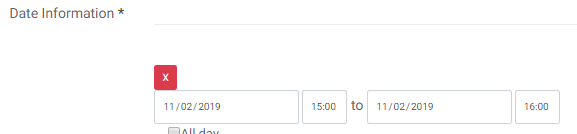 Date Information *
x
11/02/2019 15:00 to 11/02/2019 16:00
All day